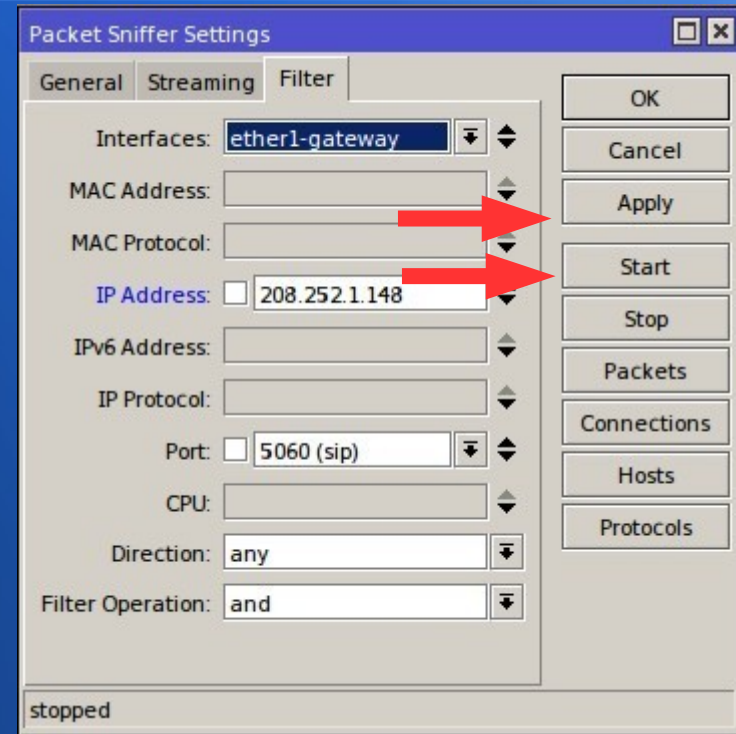 Packet Sniffer Settings
General Streaming Filter
OK
Interfaces: ether1-gateway
Cancel
MAC Address:
Apply
MAC Protocol:
Start
IP Address: 208.252.1.148
Stop
IPv6 Address:
Packets
IP Protocol:
Connections
Port: 5060 (sip)
Hosts
CPU:
Protocols
Direction: any
Filter Operation: and
stopped